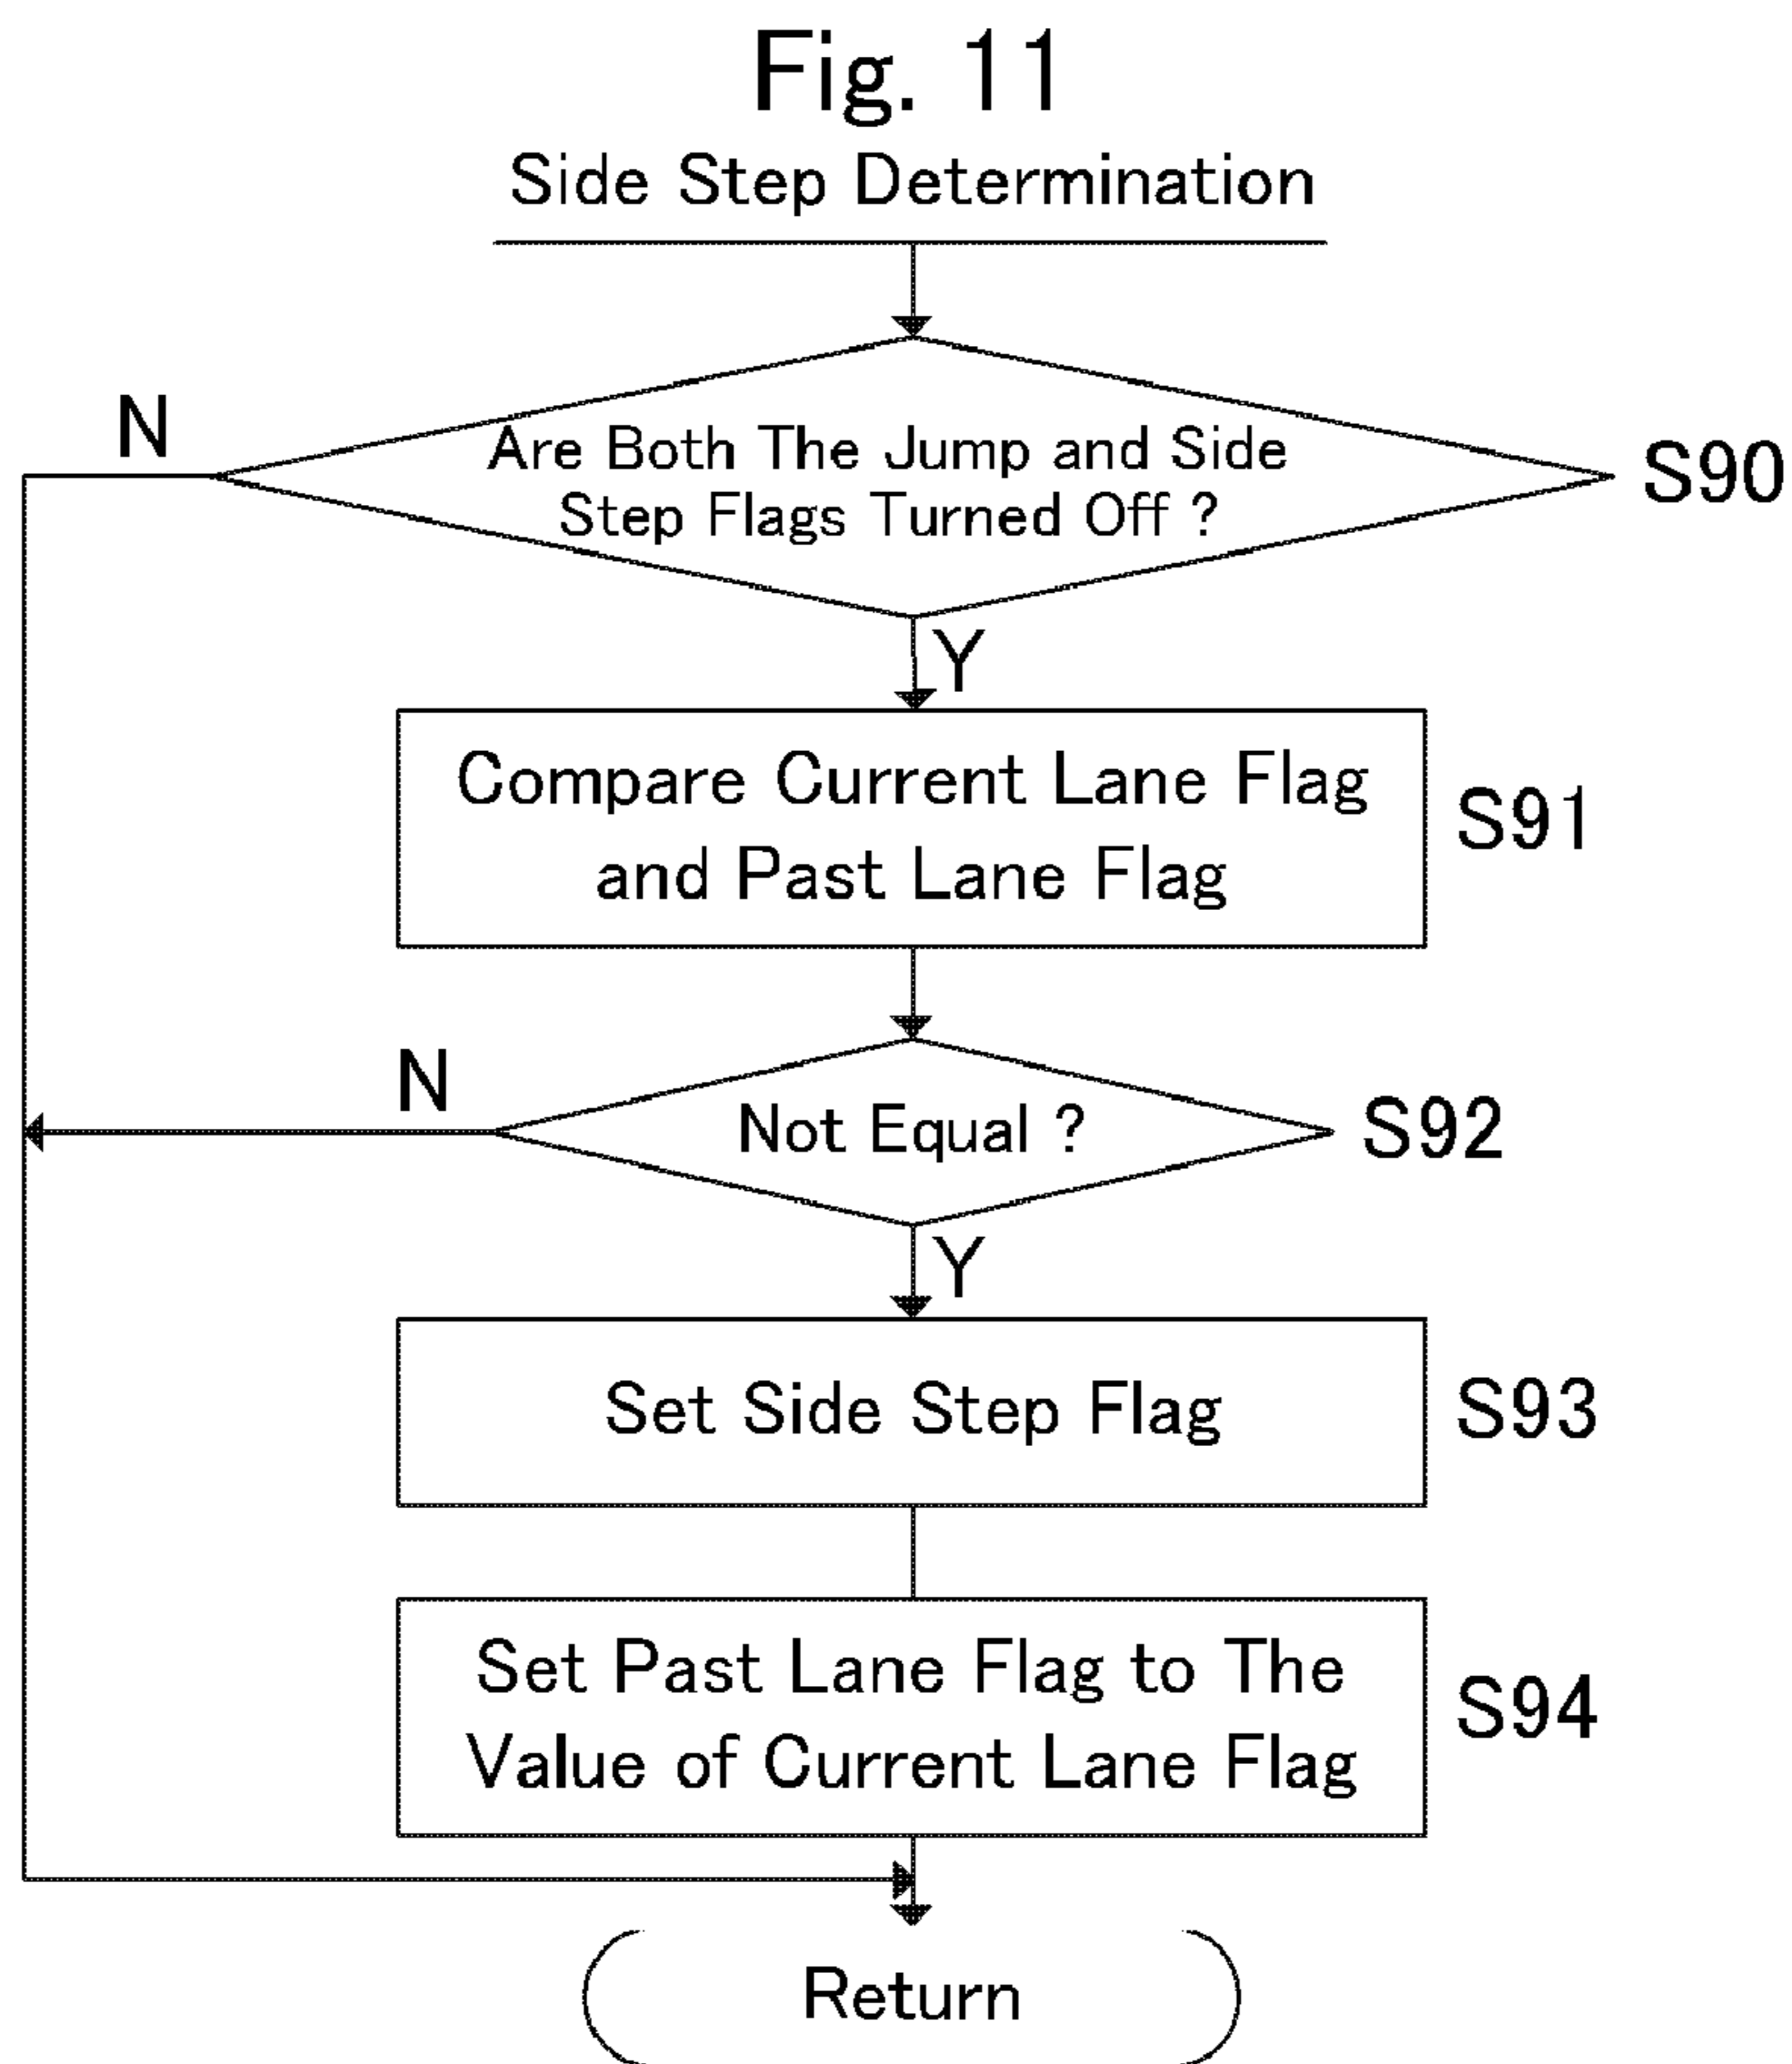 Fig. 11
Side Step Determination
N
Are Both The Jump and Side
Step Flags Turned Off ?
S90
Y
Compare Current Lane Flag
and Past Lane Flag
S91
N
Not Equal ?
S92
Y
Set Side Step Flag
S93
Set Past Lane Flag to The
Value of Current Lane Flag
S94
Return